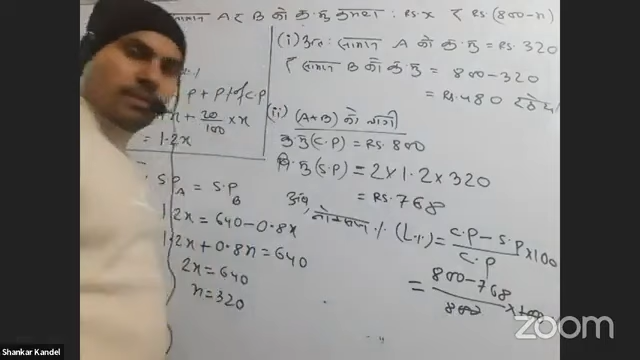 सामान A र B को क्र.मु क्रमशः : Rs. x र Rs. (800-x)
(i) अतः सामान A को क्र.मु = Rs. 320
र सामान B को क्र.मु = 800-320
= Rs. 480
P + P% of C.P
x + 20/100 × x
= 1.2x
(ii) (A+B) को लागी
क्र.मु (C.P) = Rs. 800
वि.मु (S.P) = 2 × 1.2 × 320
= Rs. 768
S.P_A = S.P_B
1.2x = 640-0.8x
1.2x + 0.8x = 640
2x = 640
x = 320
अब,
नोक्सान % (L%) = C.P - S.P / C.P × 100
= 800-768 / 800 × 100
zoom
Shankar Kandel